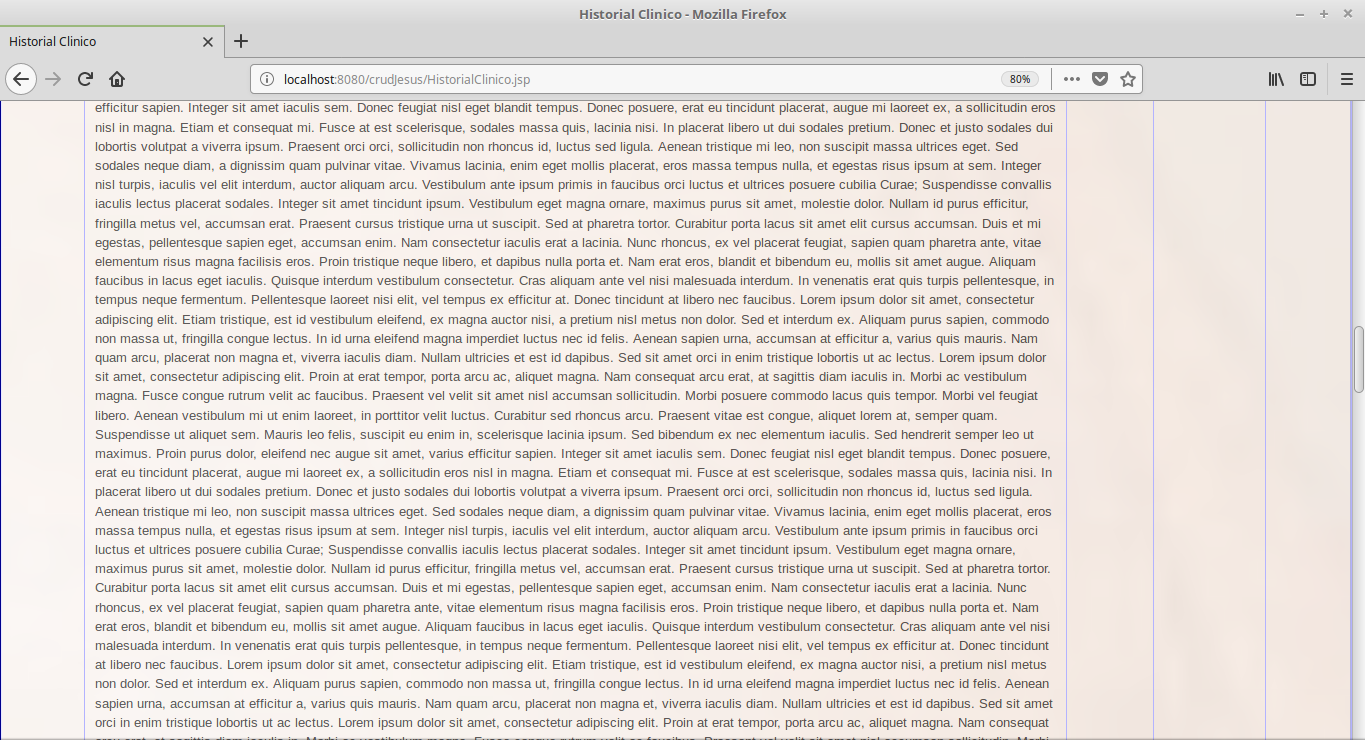 Historial Clinico - Mozilla Firefox
Historial Clinico
localhost:8080/crudJesus/HistorialClinico.jsp
80%
efficitur sapien. Integer sit amet iaculis sem. Donec feugiat nisl eget blandit tempus. Donec posuere, erat eu tincidunt placerat, augue mi laoreet ex, a sollicitudin eros
nisl in magna. Etiam et consequat mi. Fusce at est scelerisque, sodales massa quis, lacinia nisi. In placerat libero ut dui sodales pretium. Donec et justo sodales dui
lobortis volutpat a viverra ipsum. Praesent orci orci, sollicitudin non rhoncus id, luctus sed ligula. Aenean tristique mi leo, non suscipit massa ultrices eget. Sed
sodales neque diam, a dignissim quam pulvinar vitae. Vivamus lacinia, enim eget mollis placerat, eros massa tempus nulla, et egestas risus ipsum at sem. Integer
nisl turpis, iaculis vel elit interdum, auctor aliquam arcu. Vestibulum ante ipsum primis in faucibus orci luctus et ultrices posuere cubilia Curae; Suspendisse convallis
iaculis lectus placerat sodales. Integer sit amet tincidunt ipsum. Vestibulum eget magna ornare, maximus purus sit amet, molestie dolor. Nullam id purus efficitur,
fringilla metus vel, accumsan erat. Praesent cursus tristique urna ut suscipit. Sed at pharetra tortor. Curabitur porta lacus sit amet elit cursus accumsan. Duis et mi
egestas, pellentesque sapien eget, accumsan enim. Nam consectetur iaculis erat a lacinia. Nunc rhoncus, ex vel placerat feugiat, sapien quam pharetra ante, vitae
elementum risus magna facilisis eros. Proin tristique neque libero, et dapibus nulla porta et. Nam erat eros, blandit et bibendum eu, mollis sit amet augue. Aliquam
faucibus in lacus eget iaculis. Quisque interdum vestibulum consectetur. Cras aliquam ante vel nisi malesuada interdum. In venenatis erat quis turpis pellentesque, in
tempus neque fermentum. Pellentesque laoreet nisi elit, vel tempus ex efficitur at. Donec tincidunt at libero nec faucibus. Lorem ipsum dolor sit amet, consectetur
adipiscing elit. Etiam tristique, est id vestibulum eleifend, ex magna auctor nisi, a pretium nisl metus non dolor. Sed et interdum ex. Aliquam purus sapien, commodo
non massa ut, fringilla congue lectus. In id urna eleifend magna imperdiet luctus nec id felis. Aenean sapien urna, accumsan at efficitur a, varius quis mauris. Nam
quam arcu, placerat non magna et, viverra iaculis diam. Nullam ultricies et est id dapibus. Sed sit amet orci in enim tristique lobortis ut ac lectus. Lorem ipsum dolor
sit amet, consectetur adipiscing elit. Proin at erat tempor, porta arcu ac, aliquet magna. Nam consequat arcu erat, at sagittis diam iaculis in. Morbi ac vestibulum
magna. Fusce congue rutrum velit ac faucibus. Praesent vel velit sit amet nisl accumsan sollicitudin. Morbi posuere commodo lacus quis tempor. Morbi vel feugiat
libero. Aenean vestibulum mi ut enim laoreet, in porttitor velit luctus. Curabitur sed rhoncus arcu. Praesent vitae est congue, aliquet lorem at, semper quam.
Suspendisse ut aliquet sem. Mauris leo felis, suscipit eu enim in, scelerisque lacinia ipsum. Sed bibendum ex nec elementum iaculis. Sed hendrerit semper leo ut
maximus. Proin purus dolor, eleifend nec augue sit amet, varius efficitur sapien. Integer sit amet iaculis sem. Donec feugiat nisl eget blandit tempus. Donec posuere,
erat eu tincidunt placerat, augue mi laoreet ex, a sollicitudin eros nisl in magna. Etiam et consequat mi. Fusce at est scelerisque, sodales massa quis, lacinia nisi. In
placerat libero ut dui sodales pretium. Donec et justo sodales dui lobortis volutpat a viverra ipsum. Praesent orci orci, sollicitudin non rhoncus id, luctus sed ligula.
Aenean tristique mi leo, non suscipit massa ultrices eget. Sed sodales neque diam, a dignissim quam pulvinar vitae. Vivamus lacinia, enim eget mollis placerat, eros
massa tempus nulla, et egestas risus ipsum at sem. Integer nisl turpis, iaculis vel elit interdum, auctor aliquam arcu. Vestibulum ante ipsum primis in faucibus orci
luctus et ultrices posuere cubilia Curae; Suspendisse convallis iaculis lectus placerat sodales. Integer sit amet tincidunt ipsum. Vestibulum eget magna ornare,
maximus purus sit amet, molestie dolor. Nullam id purus efficitur, fringilla metus vel, accumsan erat. Praesent cursus tristique urna ut suscipit. Sed at pharetra tortor.
Curabitur porta lacus sit amet elit cursus accumsan. Duis et mi egestas, pellentesque sapien eget, accumsan enim. Nam consectetur iaculis erat a lacinia. Nunc
rhoncus, ex vel placerat feugiat, sapien quam pharetra ante, vitae elementum risus magna facilisis eros. Proin tristique neque libero, et dapibus nulla porta et. Nam
erat eros, blandit et bibendum eu, mollis sit amet augue. Aliquam faucibus in lacus eget iaculis. Quisque interdum vestibulum consectetur. Cras aliquam ante vel nisi
malesuada interdum. In venenatis erat quis turpis pellentesque, in tempus neque fermentum. Pellentesque laoreet nisi elit, vel tempus ex efficitur at. Donec tincidunt
at libero nec faucibus. Lorem ipsum dolor sit amet, consectetur adipiscing elit. Etiam tristique, est id vestibulum eleifend, ex magna auctor nisi, a pretium nisl metus
non dolor. Sed et interdum ex. Aliquam purus sapien, commodo non massa ut, fringilla congue lectus. In id urna eleifend magna imperdiet luctus nec id felis. Aenean
sapien urna, accumsan at efficitur a, varius quis mauris. Nam quam arcu, placerat non magna et, viverra iaculis diam. Nullam ultricies et est id dapibus. Sed sit amet
orci in enim tristique lobortis ut ac lectus. Lorem ipsum dolor sit amet, consectetur adipiscing elit. Proin at erat tempor, porta arcu ac, aliquet magna. Nam consequat